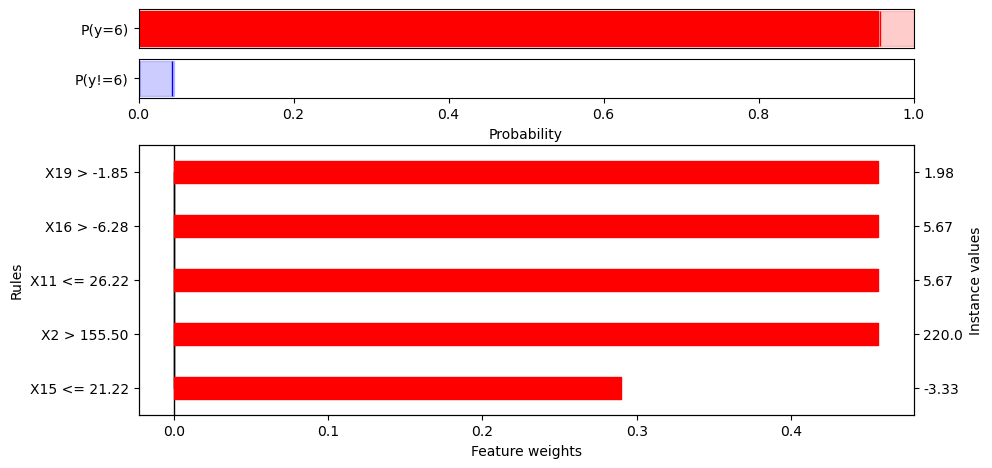 P(y=6)
P(y!=6)
0.0 0.2 0.4 0.6 0.8 1.0
Probability
X19 > -1.85 1.98
X16 > -6.28 5.67
X11 <= 26.22 5.67
X2 > 155.50 220.0
X15 <= 21.22 -3.33
Rules
Instance values
0.0 0.1 0.2 0.3 0.4
Feature weights